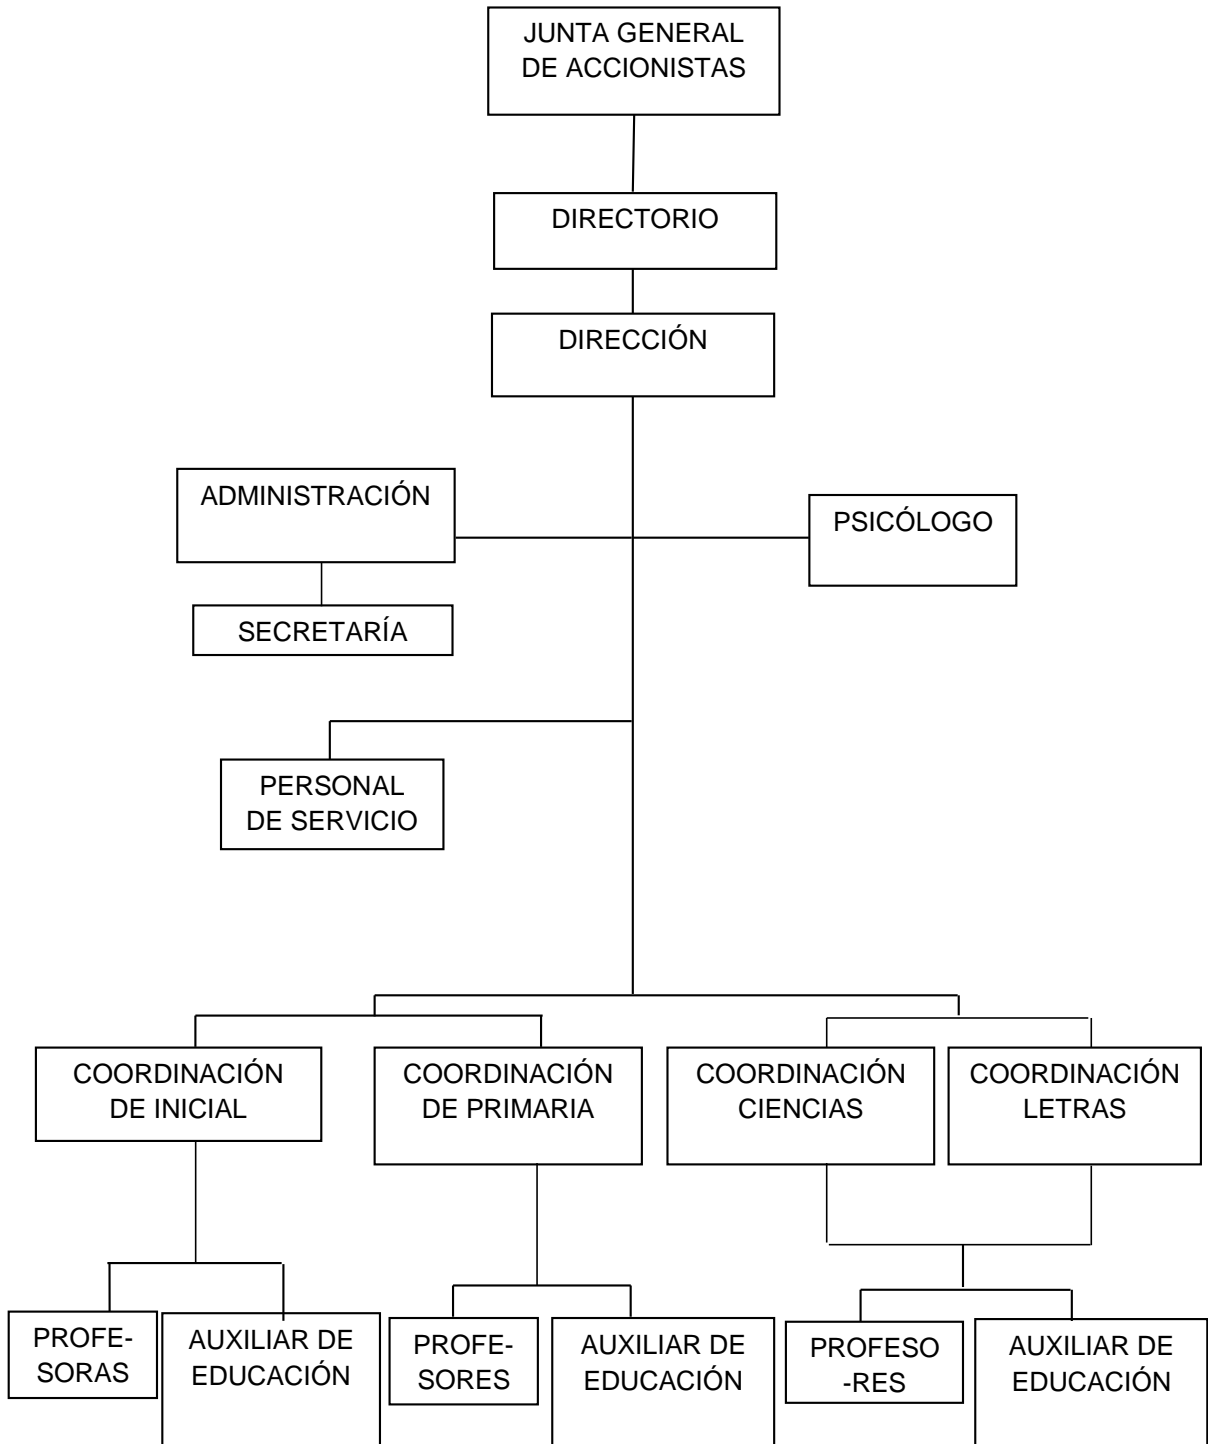 JUNTA GENERAL
DE ACCIONISTAS
DIRECTORIO
DIRECCIÓN
ADMINISTRACIÓN
PSICÓLOGO
SECRETARÍA
PERSONAL
DE SERVICIO
COORDINACIÓN
DE INICIAL
COORDINACIÓN
DE PRIMARIA
COORDINACIÓN
CIENCIAS
COORDINACIÓN
LETRAS
PROFE-
SORAS
AUXILIAR DE
EDUCACIÓN
PROFE-
SORES
AUXILIAR DE
EDUCACIÓN
PROFESO
-RES
AUXILIAR DE
EDUCACIÓN